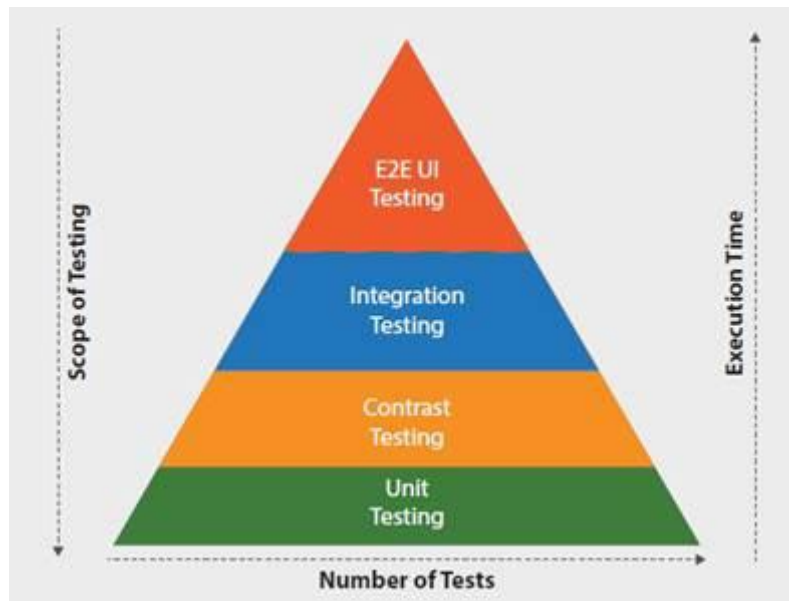 E2E UI
Testing
Integration
Testing
Contrast
Testing
Unit
Testing
Scope of Testing
Execution Time
Number of Tests